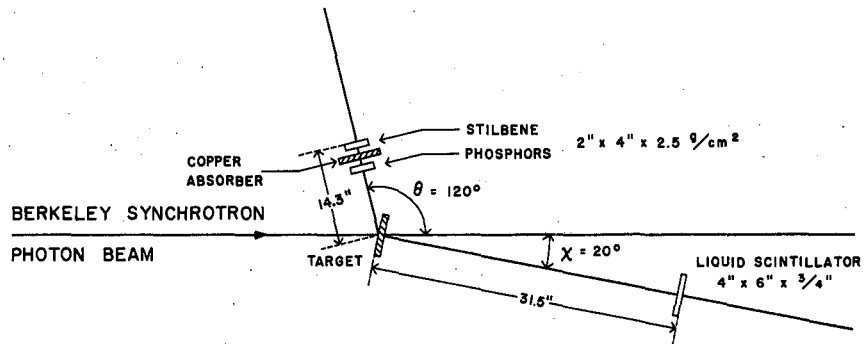 STILBENE
PHOSPHORS
2" x 4" x 2.5 g/cm²
COPPER
ABSORBER
14.3"
θ = 120°
BERKELEY SYNCHROTRON
PHOTON BEAM
TARGET
χ = 20°
LIQUID SCINTILLATOR
4" x 6" x 3/4"
31.5"